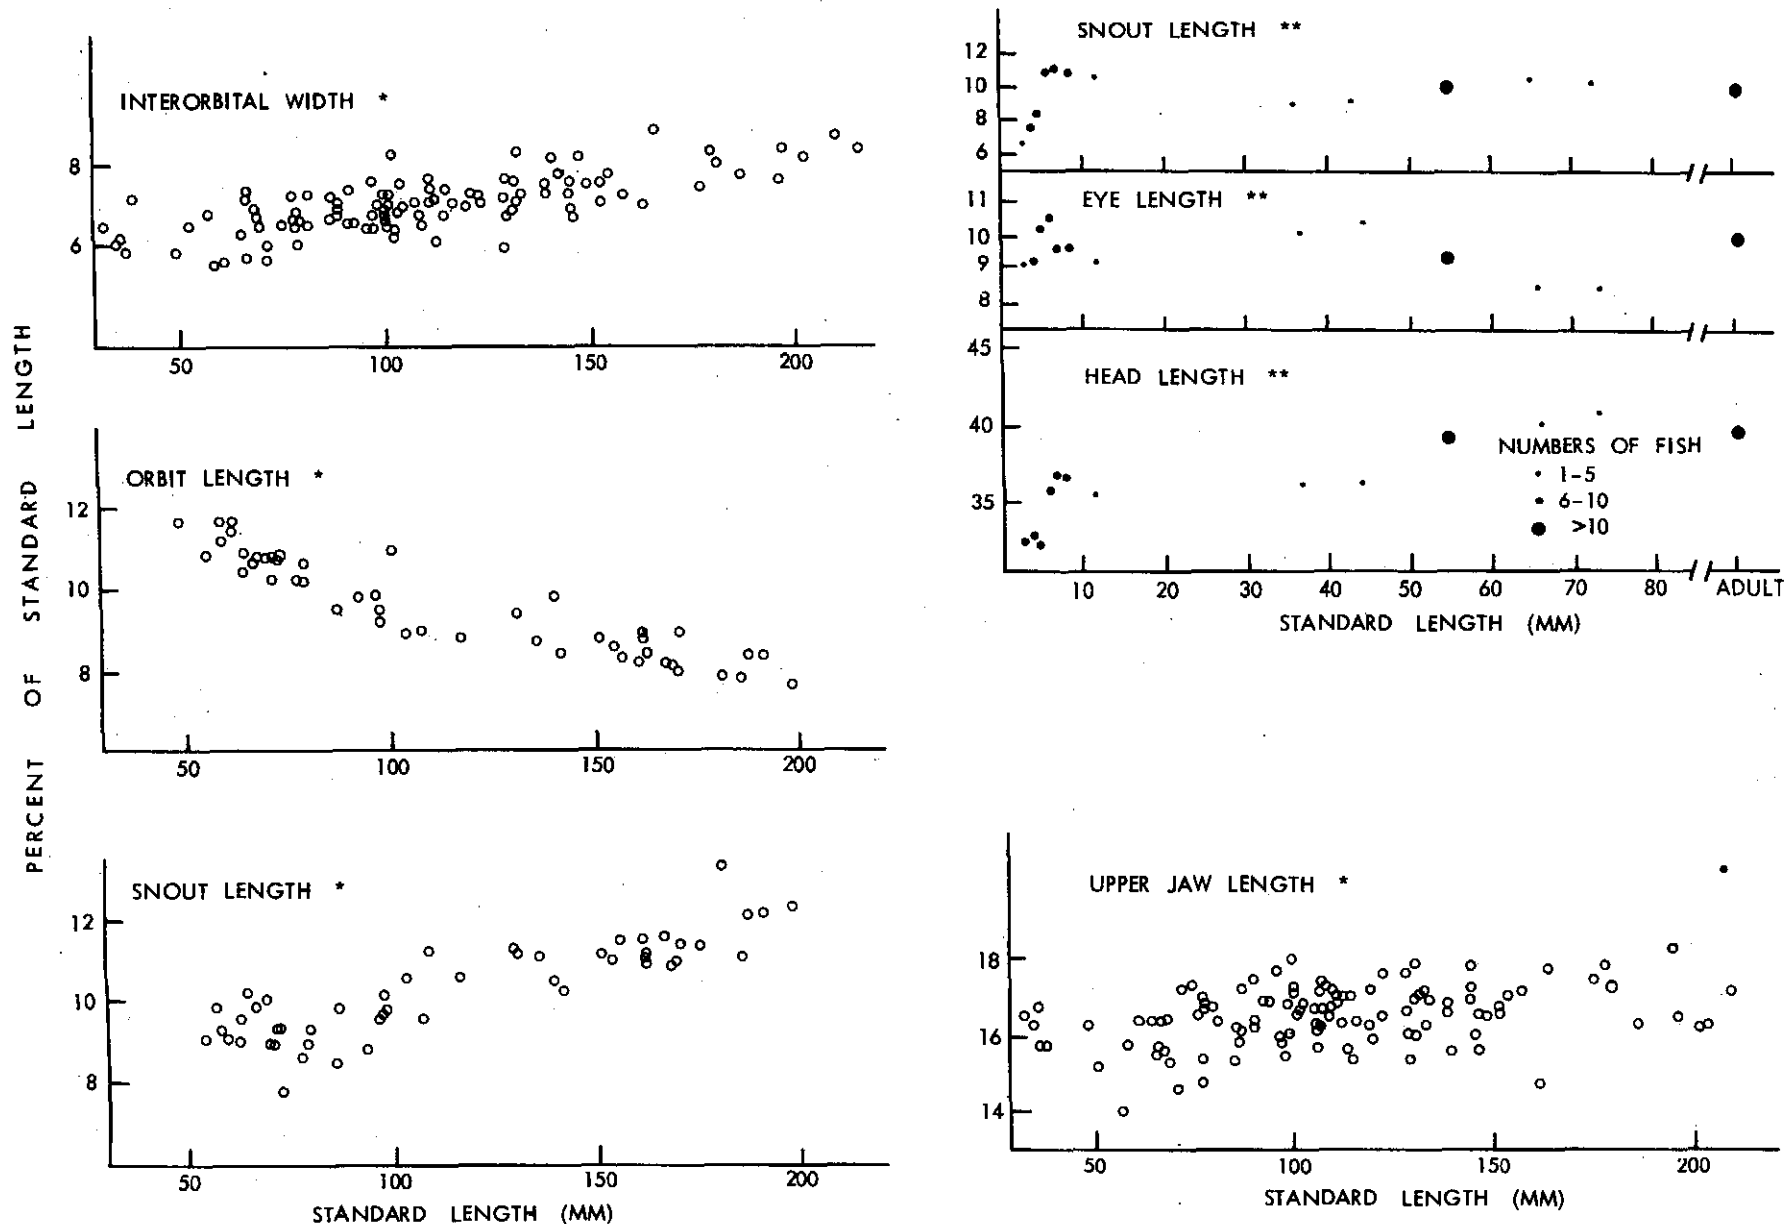 PERCENT OF STANDARD LENGTH
INTERORBITAL WIDTH *
8
6
50 100 150 200
ORBIT LENGTH *
12
10
8
50 100 150 200
SNOUT LENGTH *
12
10
8
50 100 150 200
STANDARD LENGTH (MM)
SNOUT LENGTH **
12
10
8
6
EYE LENGTH **
11
10
9
8
HEAD LENGTH **
45
40
35
NUMBERS OF FISH
1-5
6-10
>10
10 20 30 40 50 60 70 80 ADULT
STANDARD LENGTH (MM)
UPPER JAW LENGTH *
18
16
14
50 100 150 200
STANDARD LENGTH (MM)